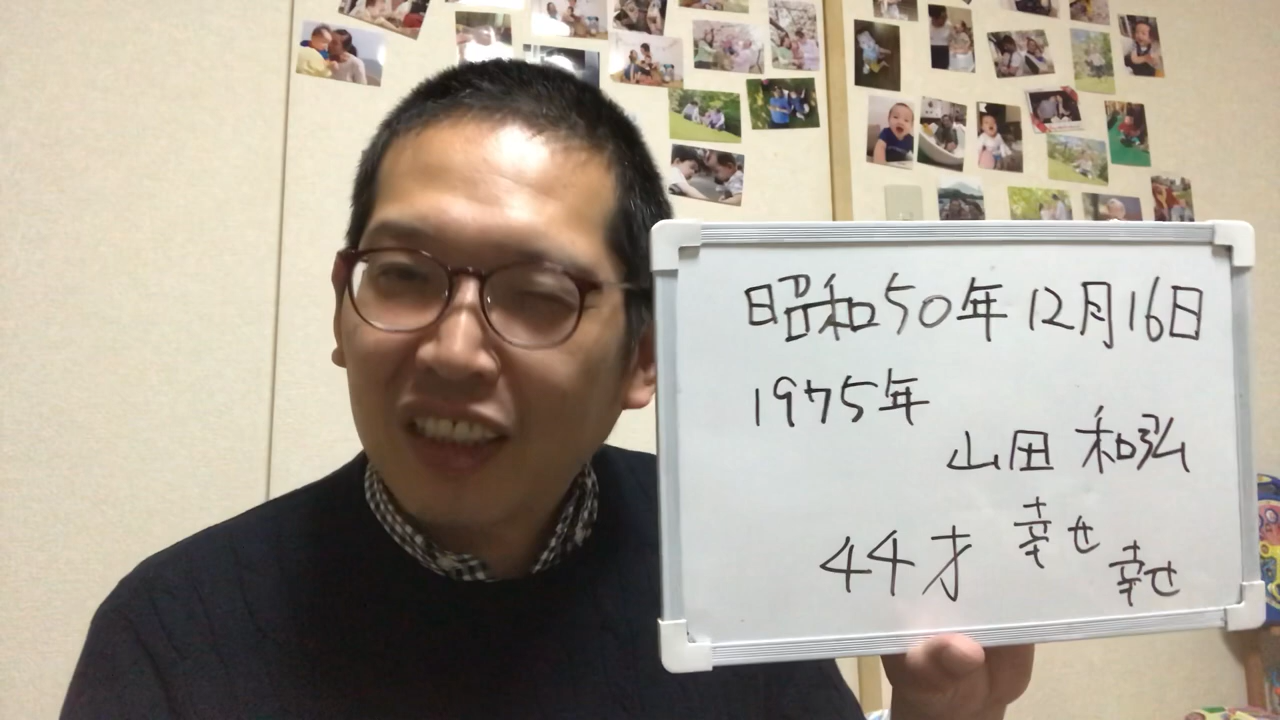 昭和50年12月16日
1975年
山田 和弘
44才 幸せ
幸せ